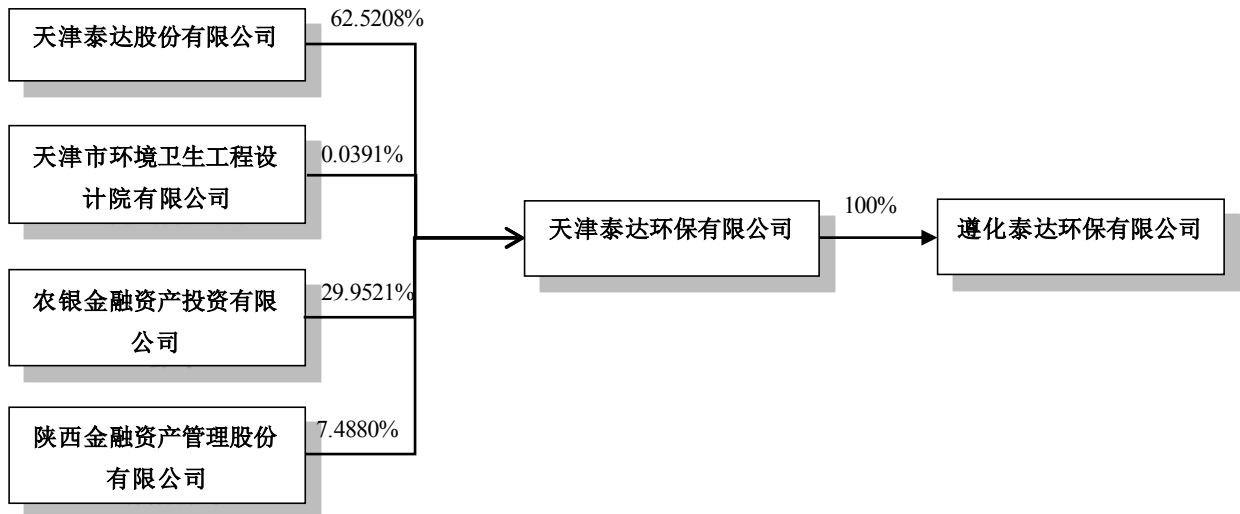 天津泰达股份有限公司
62.5208%
天津市环境卫生工程设
计院有限公司
0.0391%
农银金融资产投资有限
公司
29.9521%
陕西金融资产管理股份
有限公司
7.4880%
天津泰达环保有限公司
100%
遵化泰达环保有限公司